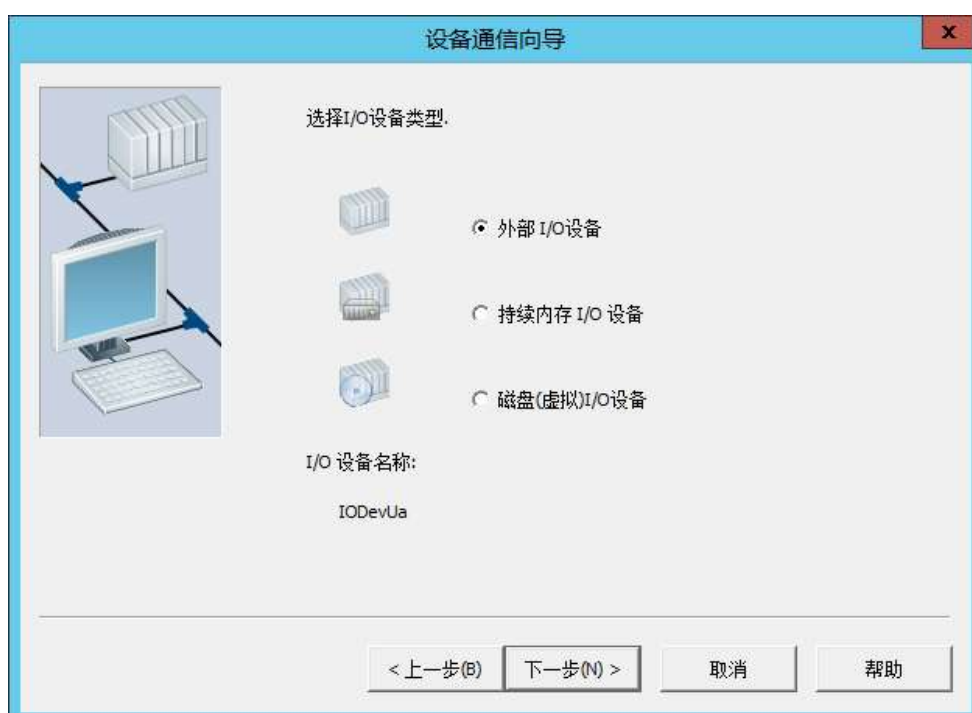 设备通信向导
x
选择I/O设备类型.
外部 I/O设备
持续内存 I/O 设备
磁盘(虚拟)I/O设备
I/O 设备名称:
IODevUa
< 上一步(B)
下一步(N) >
取消
帮助